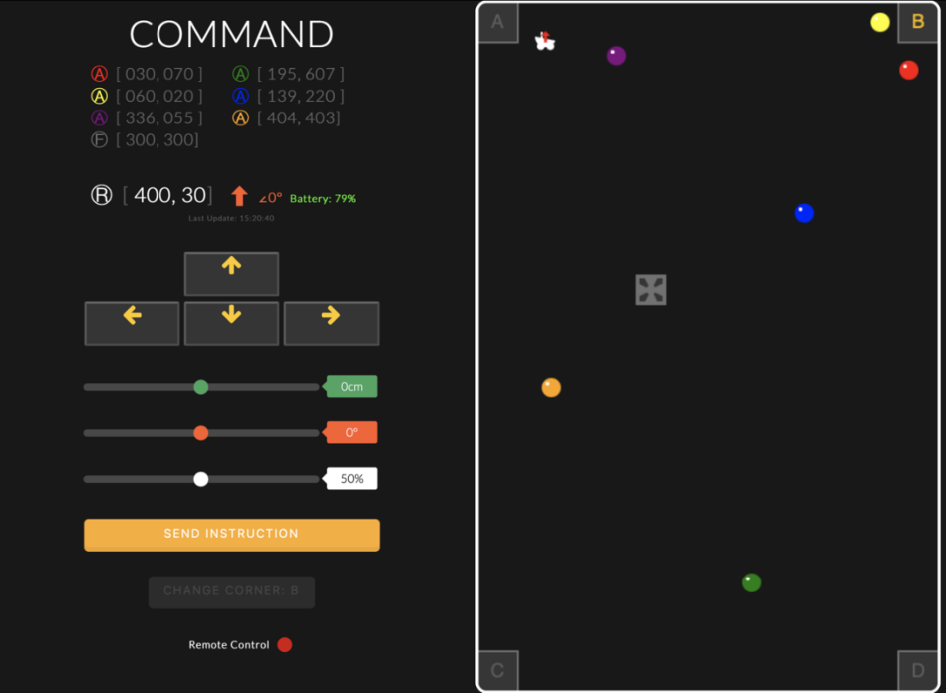 COMMAND
Ⓐ [ 030, 070 ] Ⓐ [ 195, 607 ]
Ⓐ [ 060, 020 ] Ⓐ [ 139, 220 ]
Ⓐ [ 336, 055 ] Ⓐ [ 404, 403]
Ⓕ [ 300, 300]
Ⓡ [ 400, 30] ∠0° Battery: 79%
Last Update: 15:20:40
0cm
0°
50%
SEND INSTRUCTION
CHANGE CORNER: B
Remote Control
A
B
C
D